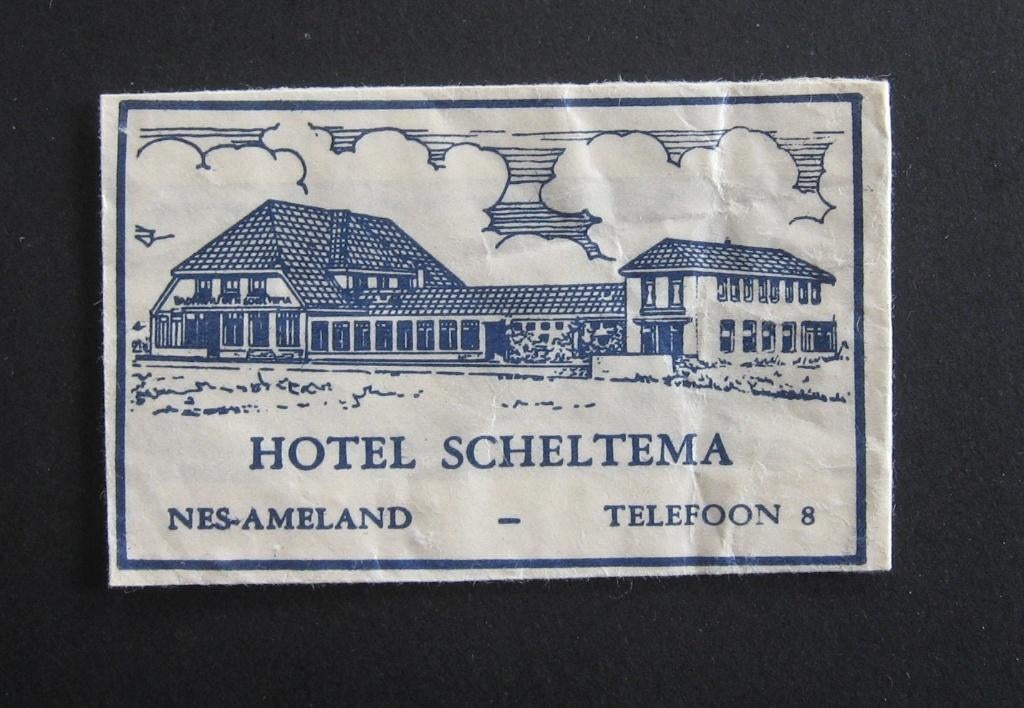 HOTEL SCHELTEMA
NES-AMELAND - TELEFOON 8